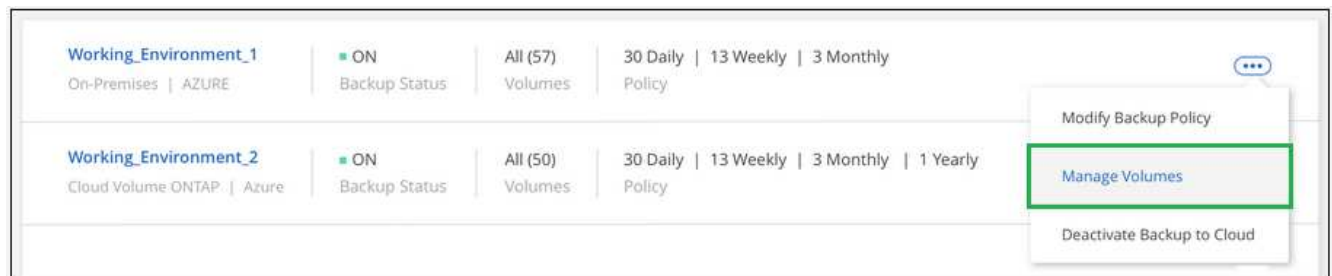 Working_Environment_1
On-Premises | AZURE
ON
Backup Status
All (57)
Volumes
30 Daily | 13 Weekly | 3 Monthly
Policy
Modify Backup Policy
Manage Volumes
Deactivate Backup to Cloud
Working_Environment_2
Cloud Volume ONTAP | Azure
ON
Backup Status
All (50)
Volumes
30 Daily | 13 Weekly | 3 Monthly | 1 Yearly
Policy